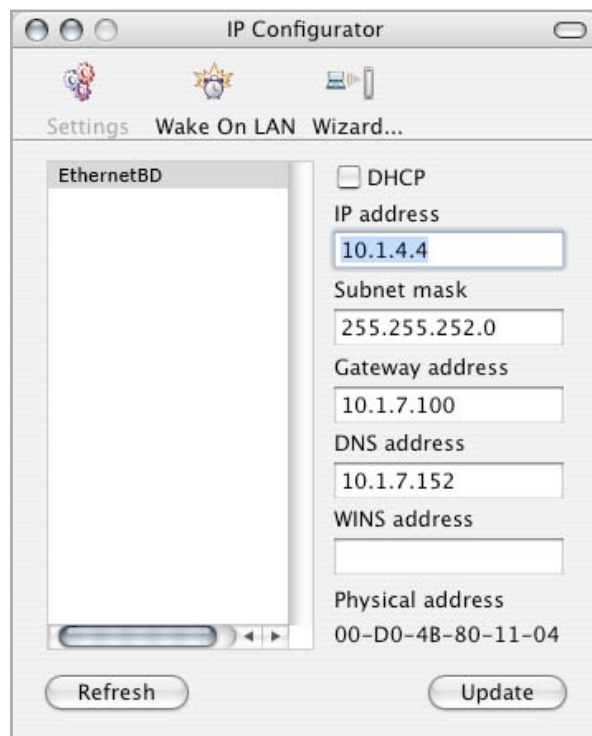 IP Configurator
Settings Wake On LAN Wizard...
EthernetBD
DHCP
IP address
10.1.4.4
Subnet mask
255.255.252.0
Gateway address
10.1.7.100
DNS address
10.1.7.152
WINS address
Physical address
00-D0-4B-80-11-04
Refresh Update